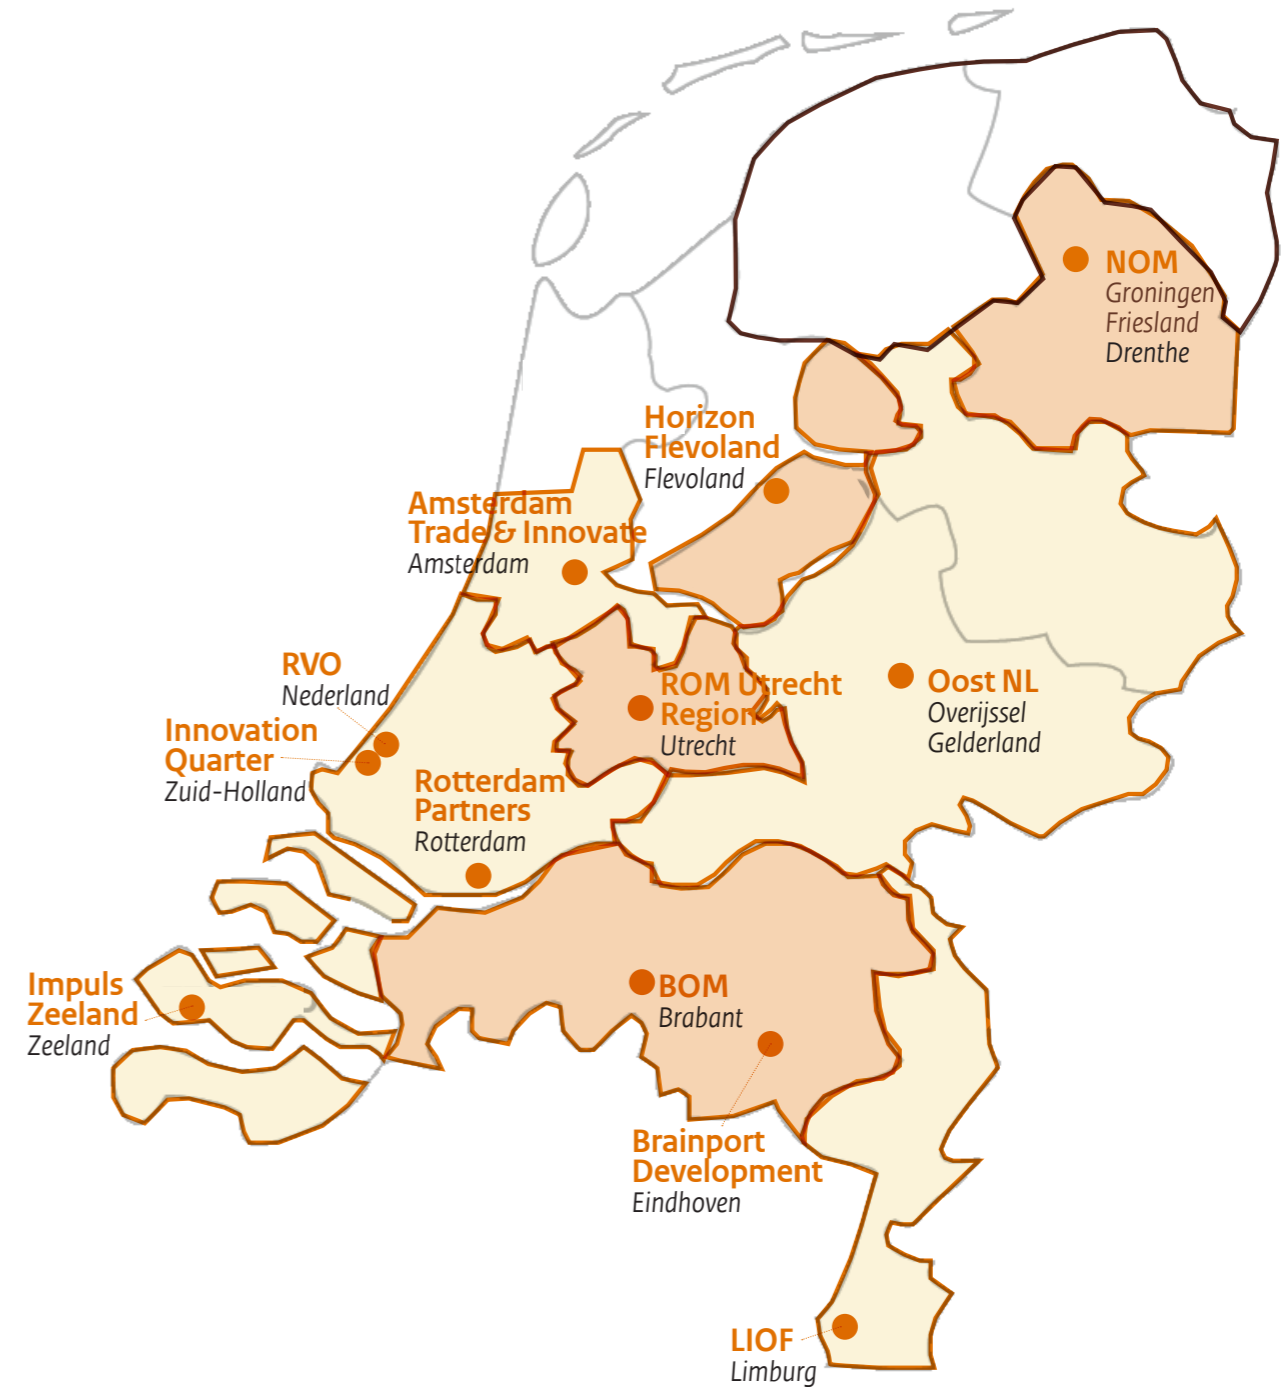 NOM
Groningen
Friesland
Drenthe
Horizon
Flevoland
Flevoland
Amsterdam
Trade & Innovate
Amsterdam
RVO
Nederland
ROM Utrecht
Region
Utrecht
Oost NL
Overijssel
Gelderland
Innovation
Quarter
Zuid-Holland
Rotterdam
Partners
Rotterdam
Impuls
Zeeland
Zeeland
BOM
Brabant
Brainport
Development
Eindhoven
LIOF
Limburg